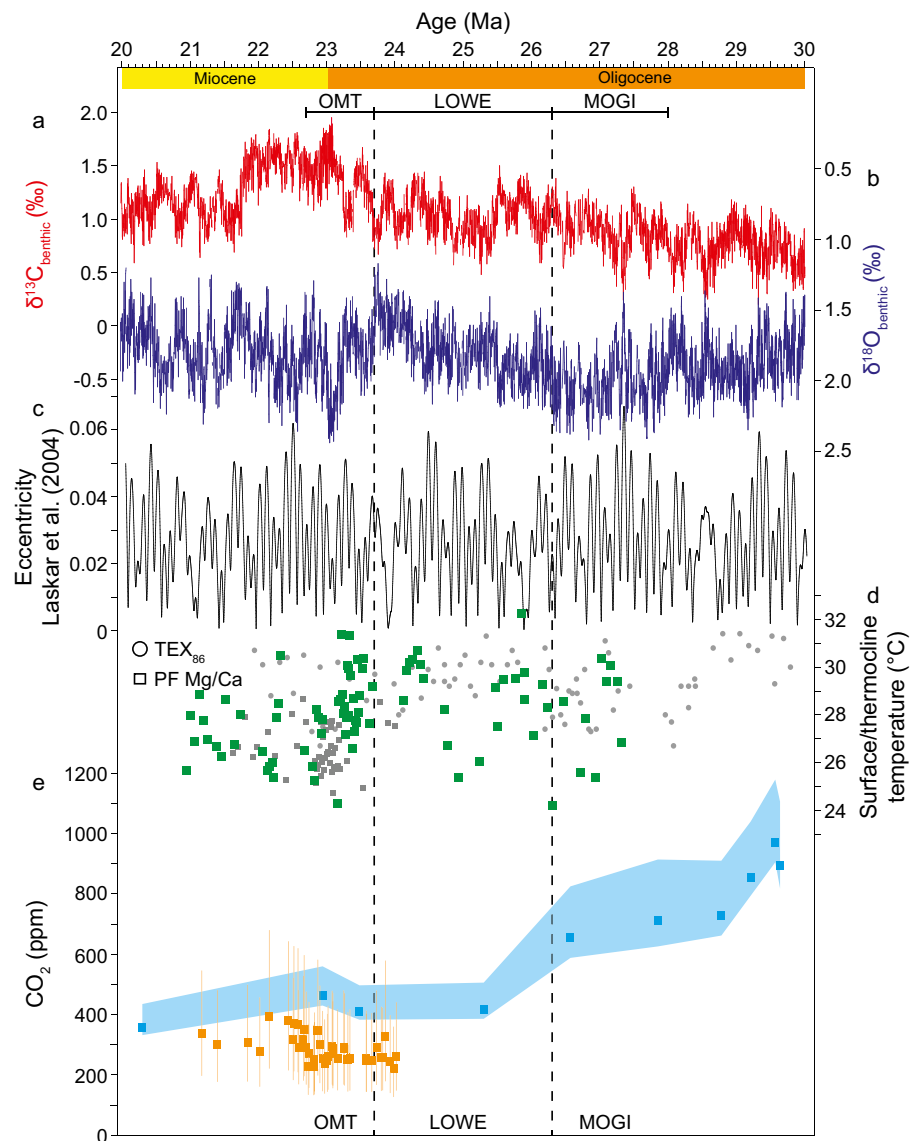 Age (Ma)
20 21 22 23 24 25 26 27 28 29 30
Miocene Oligocene
OMT LOWE MOGI
a
2.0
1.5
1.0
0.5
0
-0.5
δ13Cbenthic (‰)
b
0.5
1.0
1.5
2.0
2.5
δ18Obenthic (‰)
c
0.06
0.04
0.02
0
Eccentricity
Laskar et al. (2004)
d
32
30
28
26
24
Surface/thermocline
temperature (°C)
TEX86
PF Mg/Ca
e
1200
1000
800
600
400
200
0
CO2 (ppm)
OMT LOWE MOGI